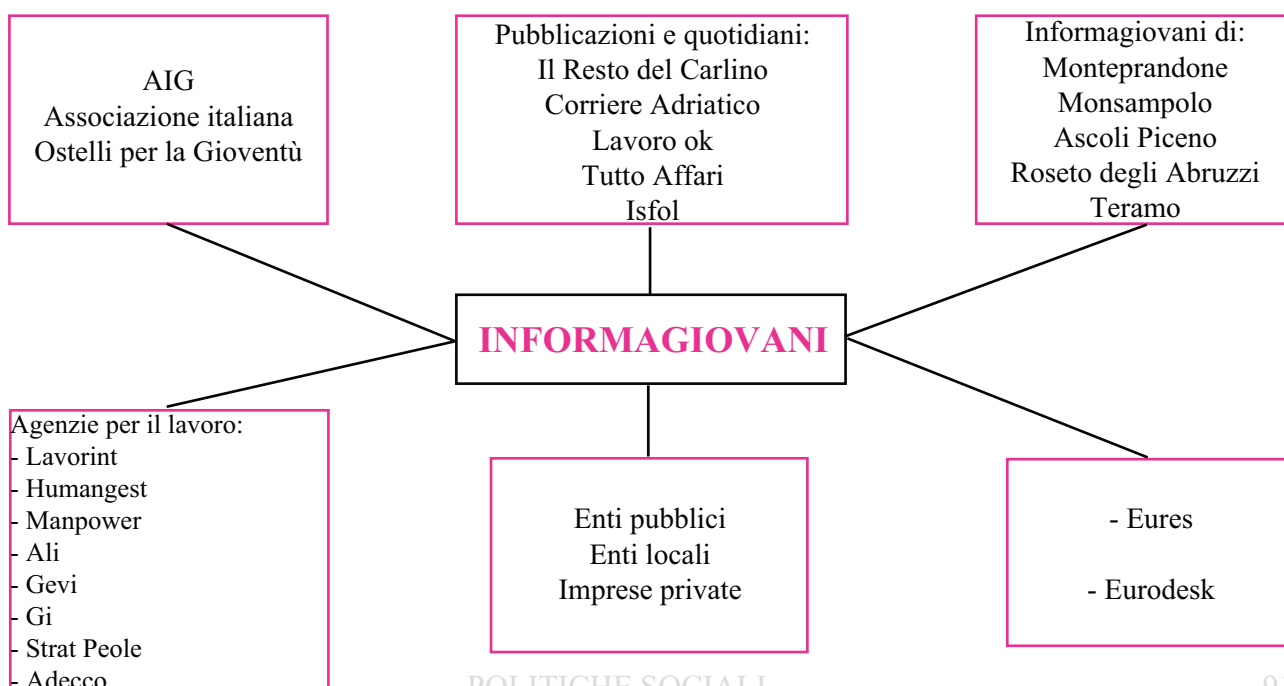 AIG
Associazione italiana
Ostelli per la Gioventù
Pubblicazioni e quotidiani:
Il Resto del Carlino
Corriere Adriatico
Lavoro ok
Tutto Affari
Isfol
Informagiovani di:
Monteprandone
Monsampolo
Ascoli Piceno
Roseto degli Abruzzi
Teramo
INFORMAGIOVANI
Agenzie per il lavoro:
- Lavorint
- Humangest
- Manpower
- Ali
- Gevi
- Gi
- Strat Peole
- Adecco
Enti pubblici
Enti locali
Imprese private
- Eures
- Eurodesk
POLITICHE SOCIALI